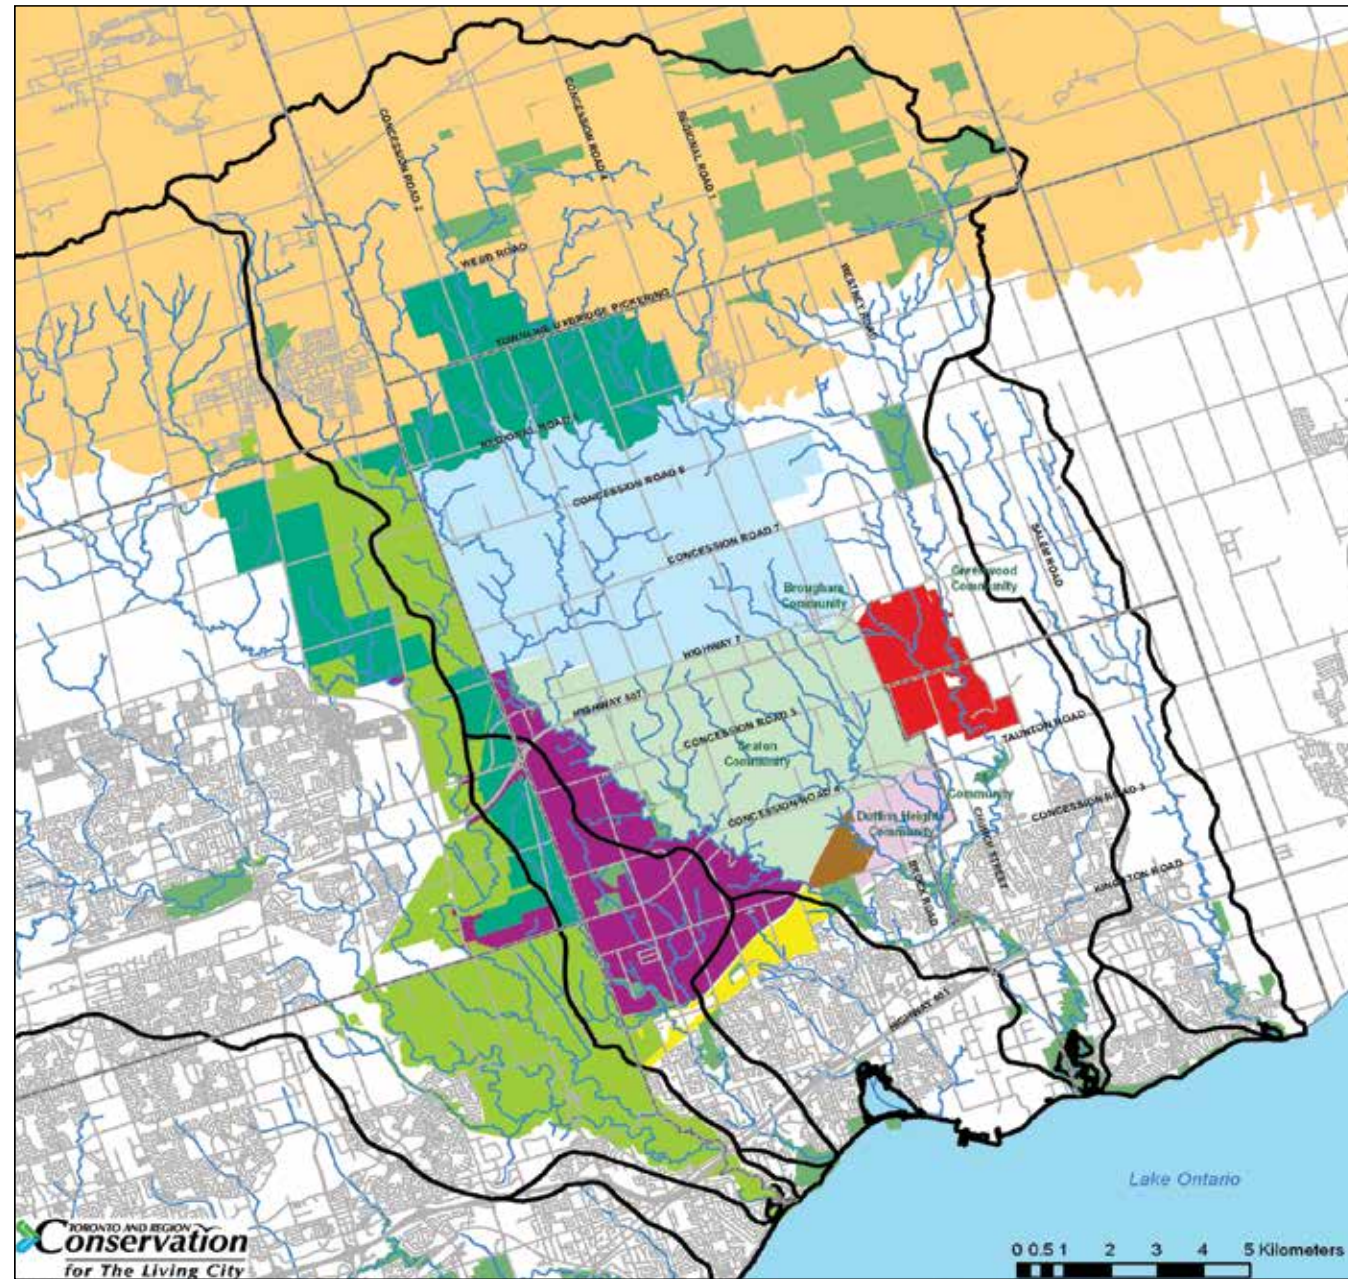 CONCESSION ROAD 2
CONCESSION ROAD 4
REGIONAL ROAD 1
WEBB ROAD
TOWNLINE UXBRIDGE PICKERING
WESTNEY ROAD
REGIONAL ROAD 5
CONCESSION ROAD 8
CONCESSION ROAD 7
SALEM ROAD
Greenwood
Community
Brougham
Community
HIGHWAY 7
HIGHWAY 407
CONCESSION ROAD 5
Seaton
Community
TAUNTON ROAD
CONCESSION ROAD 4
Community
Duffins Heights
Community
CHURCH STREET
CONCESSION ROAD 3
BROCK ROAD
KINGSTON ROAD
HIGHWAY 401
Lake Ontario
TORONTO AND REGION
Conservation
for The Living City
0 0.5 1 2 3 4 5 Kilometers